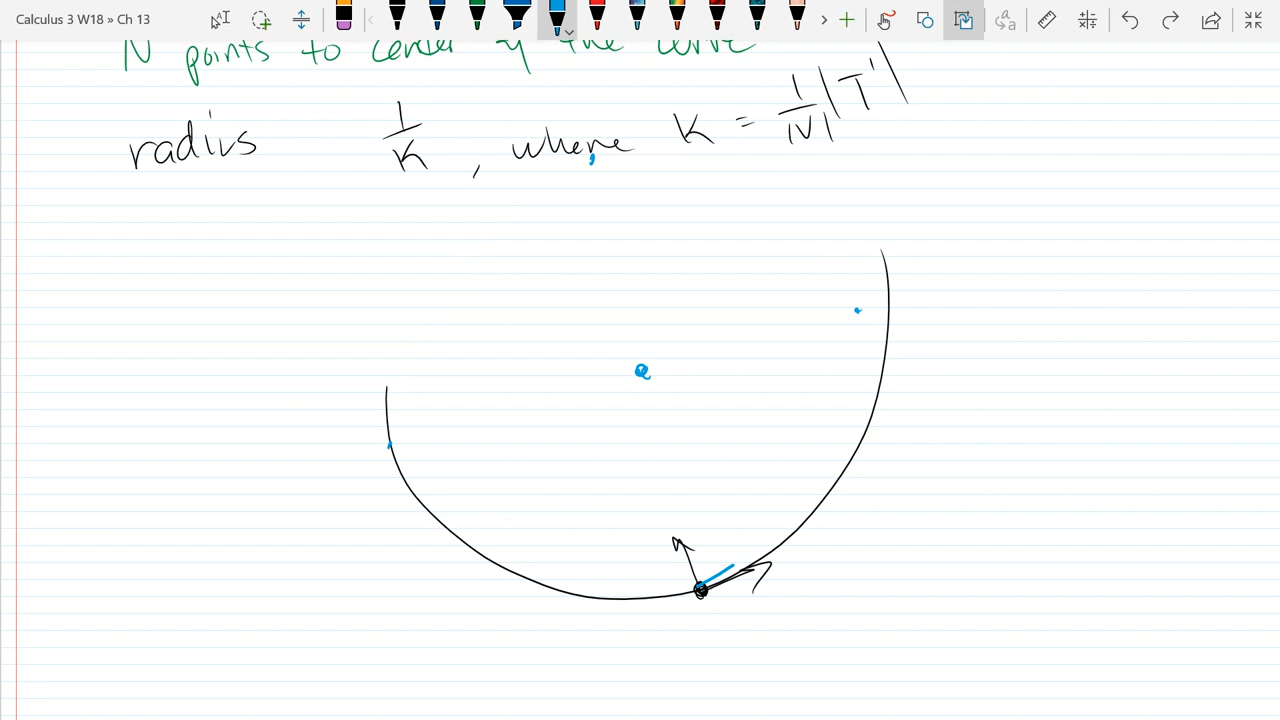 Calculus 3 W18 » Ch 13
N points to center of the curve
radius 1/K , where K = 1/|V| |T'|